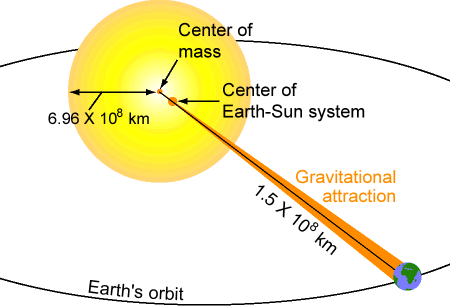 Center of
mass
Center of
Earth-Sun system
6.96 X 10⁸ km
Gravitational
attraction
1.5 X 10⁸ km
Earth's orbit